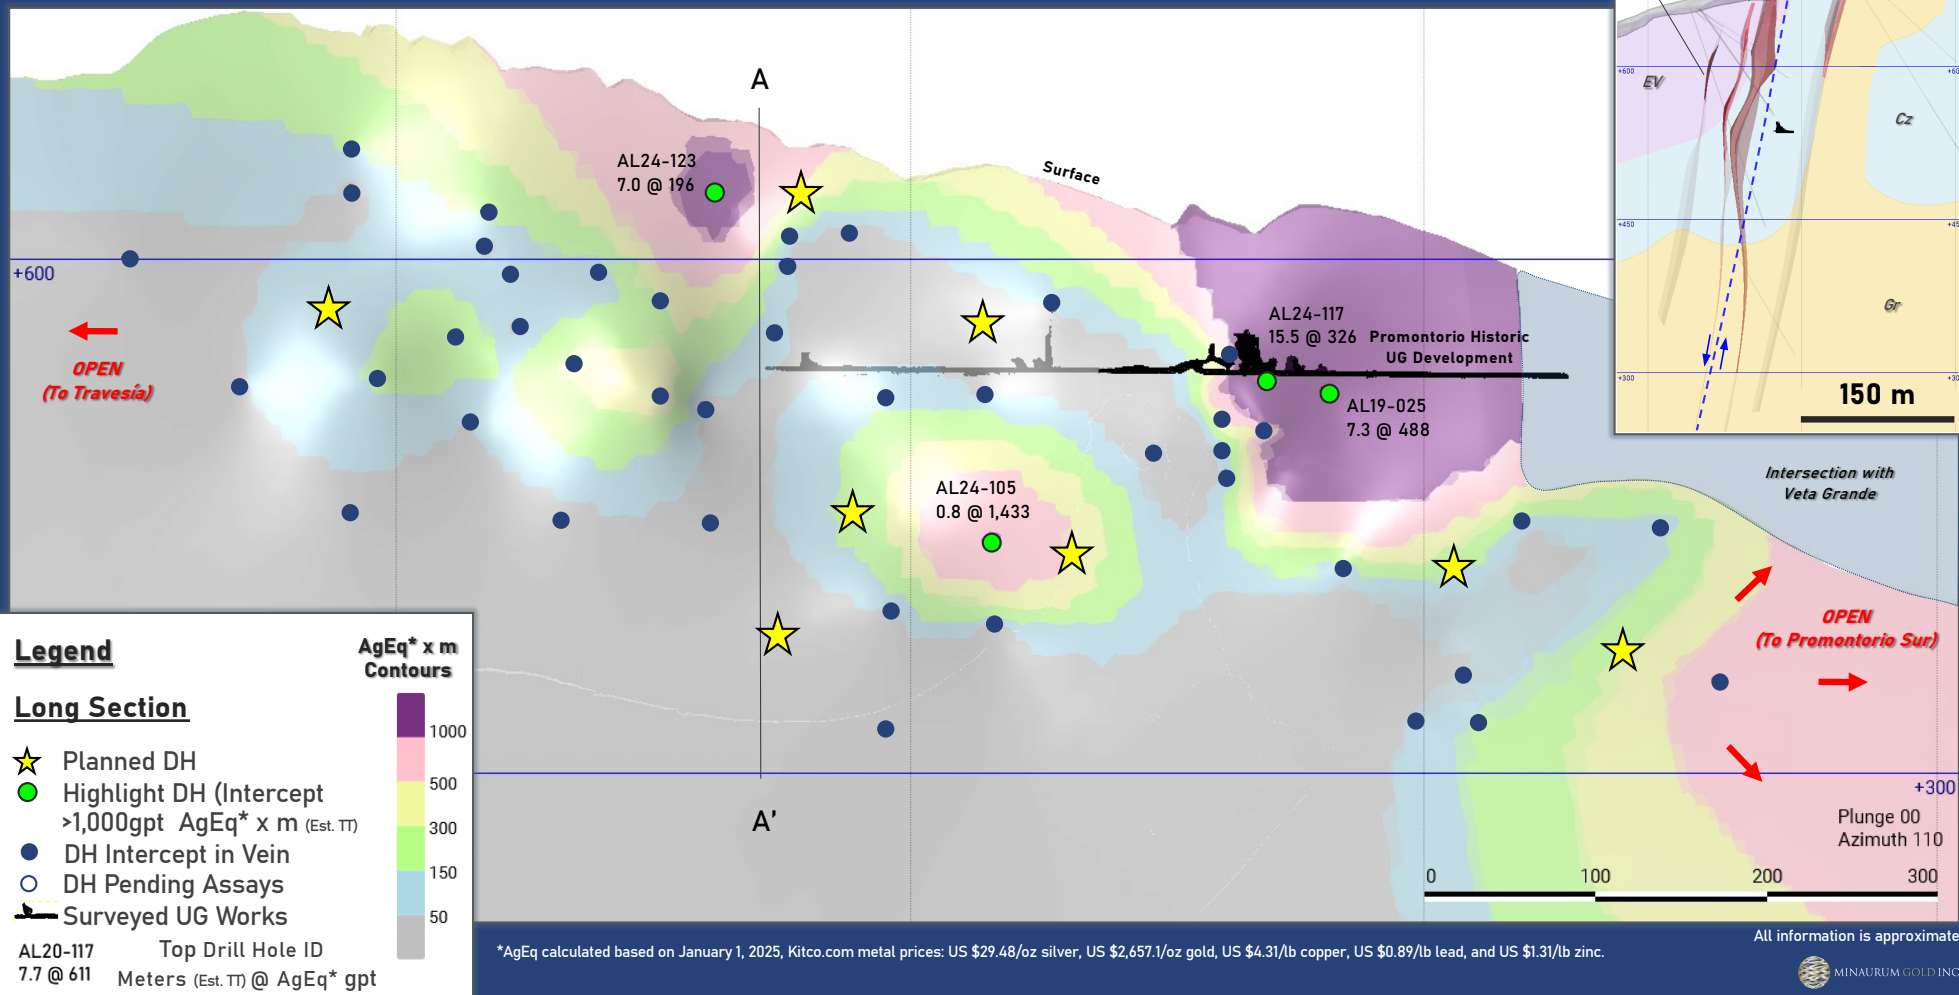 A
AL24-123
7.0 @ 196
Surface
+600
OPEN
(To Travesía)
AL24-117
15.5 @ 326
Promontorio Historic
UG Development
AL19-025
7.3 @ 488
AL24-105
0.8 @ 1,433
Intersection with
Veta Grande
OPEN
(To Promontorio Sur)
+300
A'
Plunge 00
Azimuth 110
0 100 200 300
EV
Cz
Gr
+600
+450
+300
150 m
Legend
Long Section
Planned DH
Highlight DH (Intercept
>1,000gpt AgEq* x m (Est. TT)
DH Intercept in Vein
DH Pending Assays
Surveyed UG Works
AL20-117
7.7 @ 611
Top Drill Hole ID
Meters (Est. TT) @ AgEq* gpt
AgEq* x m
Contours
1000
500
300
150
50
*AgEq calculated based on January 1, 2025, Kitco.com metal prices: US $29.48/oz silver, US $2,657.1/oz gold, US $4.31/lb copper, US $0.89/lb lead, and US $1.31/lb zinc.
All information is approximate
MINAURUM GOLD INC